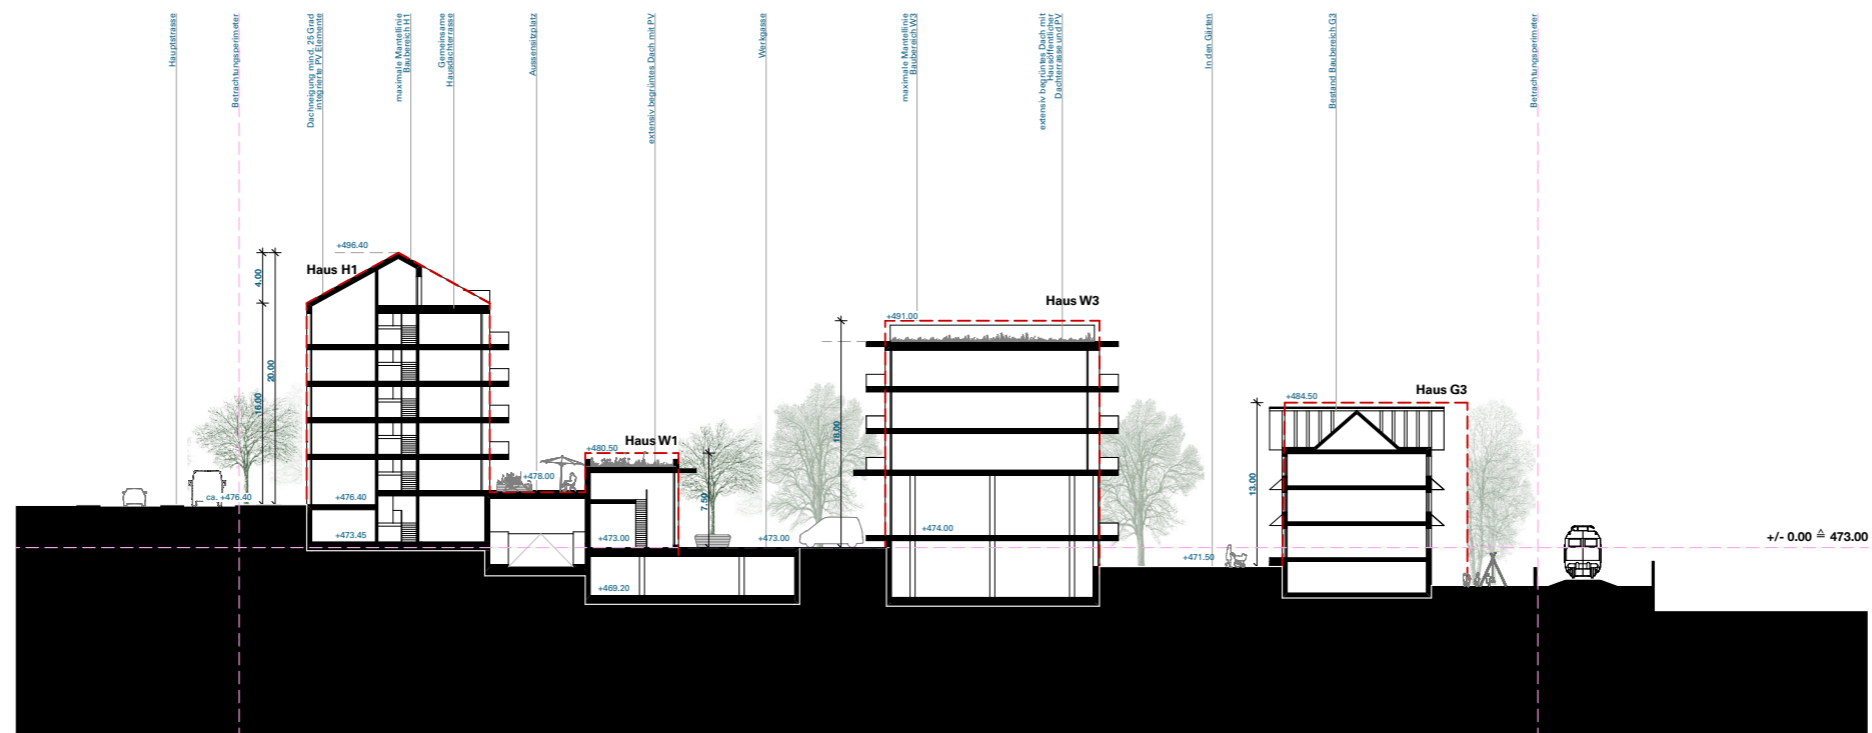 Hauptstrasse
Betrachtungsperimeter
Dachneigung mind. 25 Grad
integrierte PV Elemente
maximale Mantellinie
Baubereich H1
Gemeinsame
Hausdachterrasse
Aussensitzplatz
extensiv begrüntes Dach mit PV
Werkgasse
maximale Mantellinie
Baubereich W3
extensiv begrüntes Dach mit
Hausöffentlicher
Dachterrasse und PV
In den Gärten
Bestand Baubereich G3
Betrachtungsperimeter
+496.40
Haus H1
4.00
20.00
16.00
Haus W3
+491.00
Haus G3
+484.50
Haus W1
+480.50
+478.00
18.00
13.00
7.50
ca. +476.40
+476.40
+473.45
+473.00
+473.00
+474.00
+471.50
+/- 0.00 ≙ 473.00
+469.20